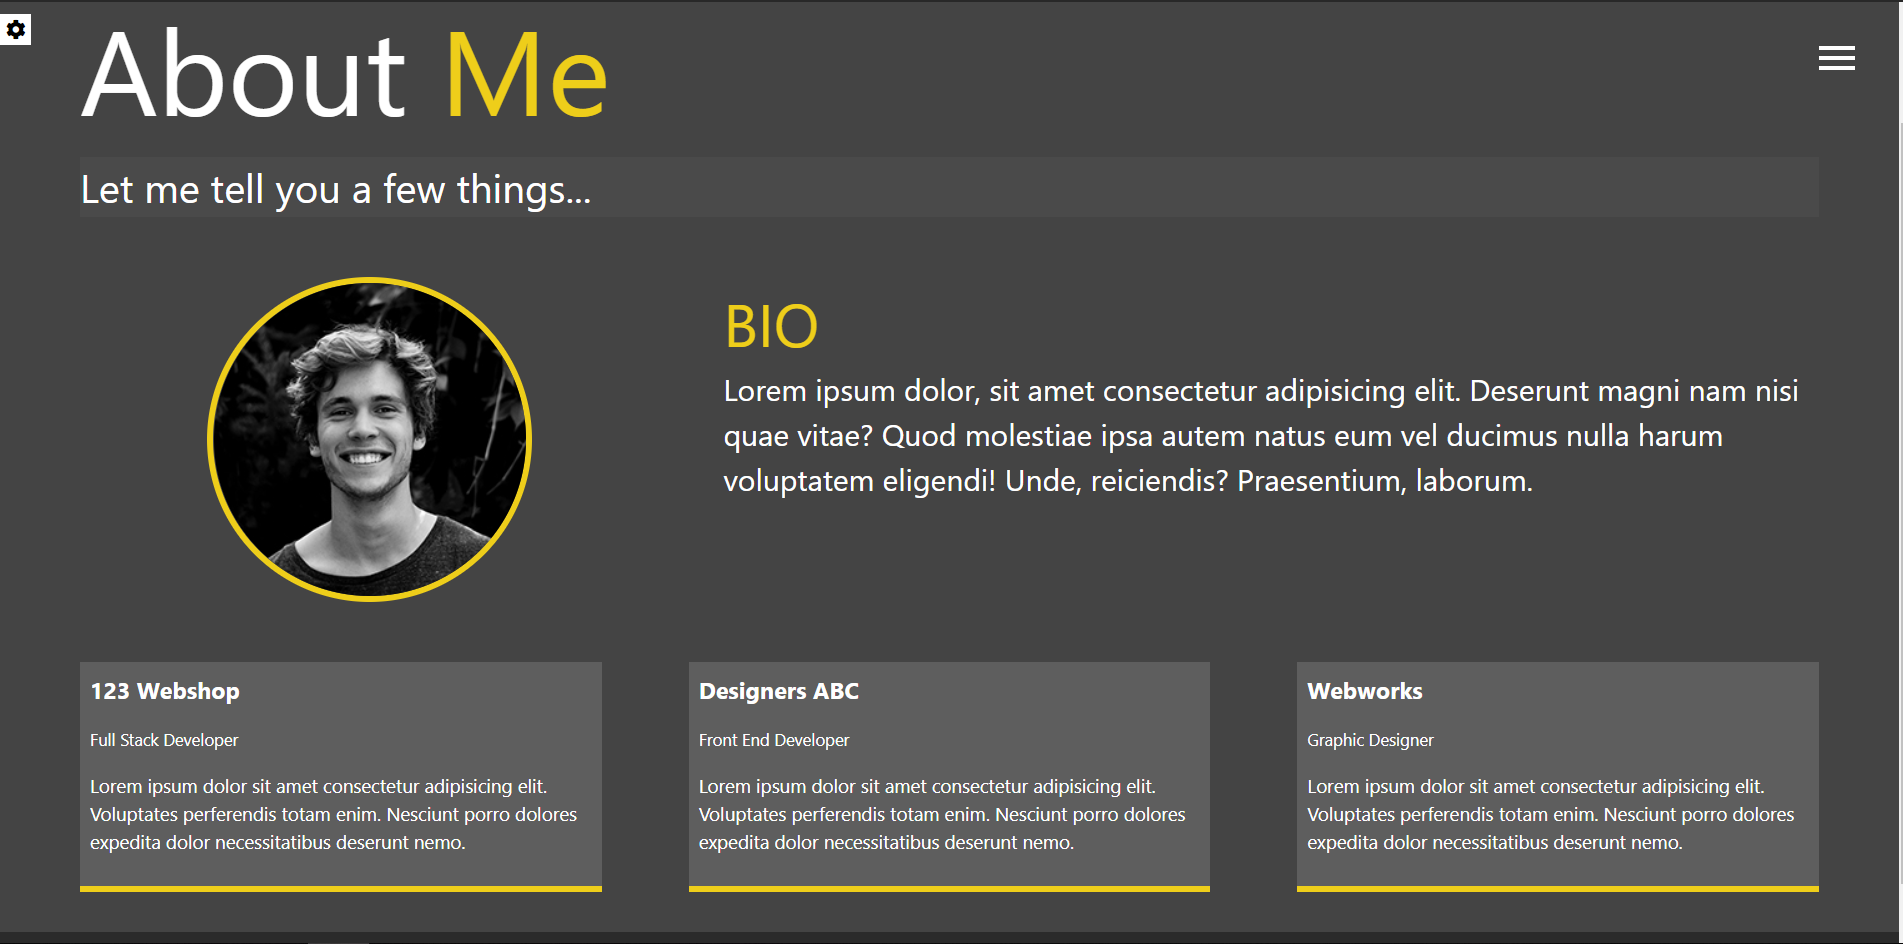 About Me
Let me tell you a few things...
BIO
Lorem ipsum dolor, sit amet consectetur adipisicing elit. Deserunt magni nam nisi
quae vitae? Quod molestiae ipsa autem natus eum vel ducimus nulla harum
voluptatem eligendi! Unde, reiciendis? Praesentium, laborum.
123 Webshop
Full Stack Developer
Lorem ipsum dolor sit amet consectetur adipisicing elit.
Voluptates perferendis totam enim. Nesciunt porro dolores
expedita dolor necessitatibus deserunt nemo.
Designers ABC
Front End Developer
Lorem ipsum dolor sit amet consectetur adipisicing elit.
Voluptates perferendis totam enim. Nesciunt porro dolores
expedita dolor necessitatibus deserunt nemo.
Webworks
Graphic Designer
Lorem ipsum dolor sit amet consectetur adipisicing elit.
Voluptates perferendis totam enim. Nesciunt porro dolores
expedita dolor necessitatibus deserunt nemo.